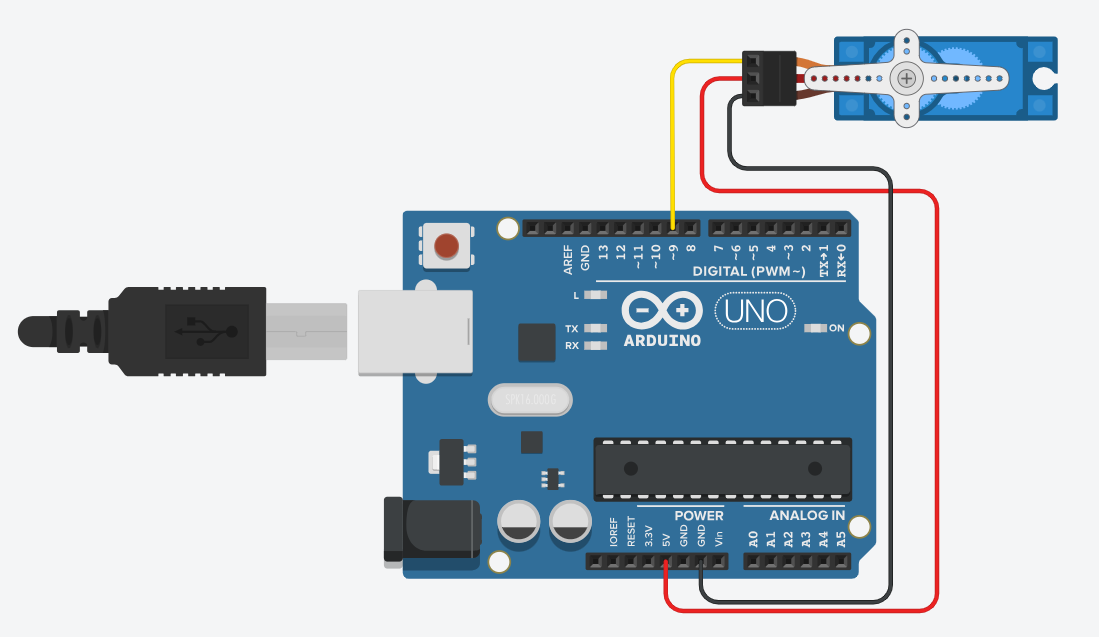 AREF
GND
13
12
~11
~10
~9
8
7
~6
~5
4
~3
2
TX→1
RX←0
DIGITAL (PWM~)
L
TX
RX
ARDUINO
UNO
ON
SPK16.000G
POWER
ANALOG IN
IOREF
RESET
3.3V
5V
GND
GND
Vin
A0
A1
A2
A3
A4
A5